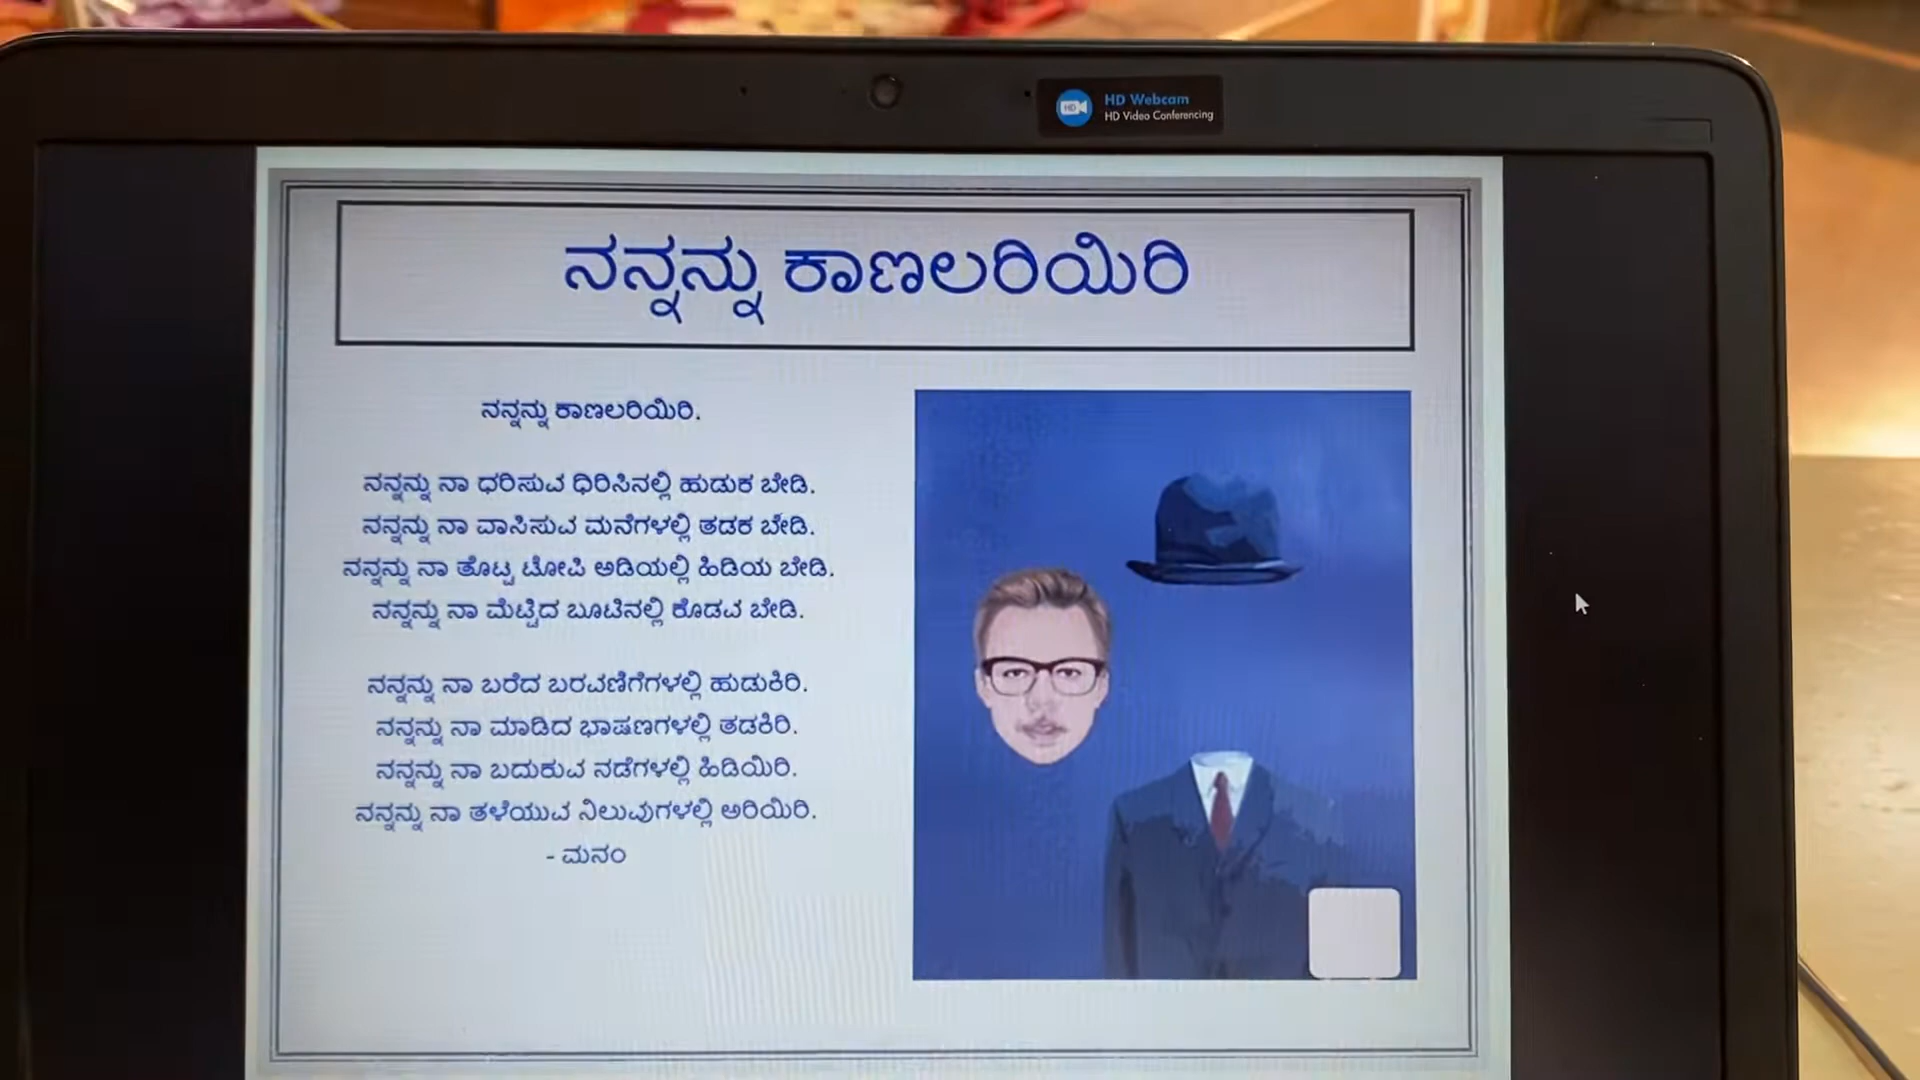 HD Webcam
HD Video Conferencing
HD
ನನ್ನನ್ನು ಕಾಣಲರಿಯಿರಿ
ನನ್ನನ್ನು ಕಾಣಲರಿಯಿರಿ.
ನನ್ನನ್ನು ನಾ ಧರಿಸುವ ಧಿರಿಸಿನಲ್ಲಿ ಹುಡುಕ ಬೇಡಿ.
ನನ್ನನ್ನು ನಾ ವಾಸಿಸುವ ಮನೆಗಳಲ್ಲಿ ತಡಕ ಬೇಡಿ.
ನನ್ನನ್ನು ನಾ ತೊಟ್ಟ ಟೋಪಿ ಅಡಿಯಲ್ಲಿ ಹಿಡಿಯ ಬೇಡಿ.
ನನ್ನನ್ನು ನಾ ಮೆಟ್ಟಿದ ಬೂಟಿನಲ್ಲಿ ಕೊಡವ ಬೇಡಿ.
ನನ್ನನ್ನು ನಾ ಬರೆದ ಬರವಣಿಗೆಗಳಲ್ಲಿ ಹುಡುಕಿರಿ.
ನನ್ನನ್ನು ನಾ ಮಾಡಿದ ಭಾಷಣಗಳಲ್ಲಿ ತಡಕಿರಿ.
ನನ್ನನ್ನು ನಾ ಬದುಕುವ ನಡೆಗಳಲ್ಲಿ ಹಿಡಿಯಿರಿ.
ನನ್ನನ್ನು ನಾ ತಳೆಯುವ ನಿಲುವುಗಳಲ್ಲಿ ಅರಿಯಿರಿ.
- ಮನಂ